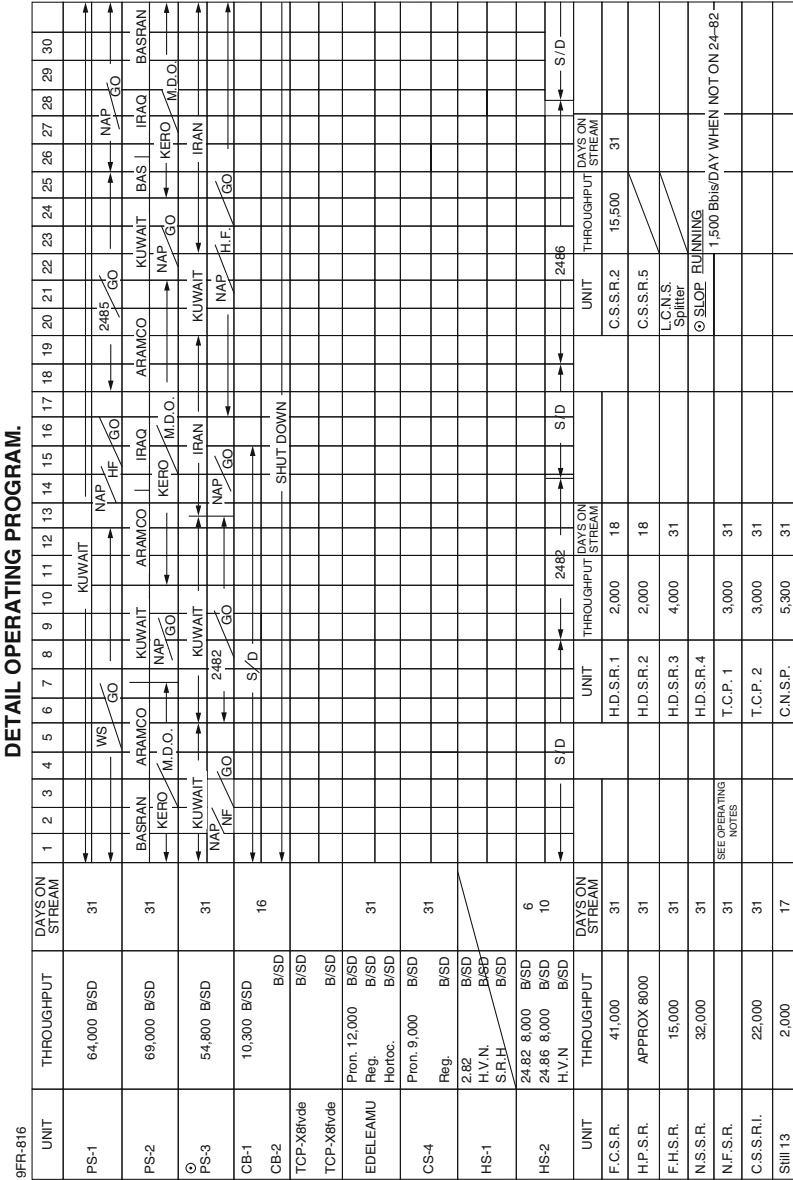 9FR-816
DETAIL OPERATING PROGRAM.
UNIT THROUGHPUT DAYS ON STREAM 1 2 3 4 5 6 7 8 9 10 11 12 13 14 15 16 17 18 19 20 21 22 23 24 25 26 27 28 29 30
PS-1 64,000 B/SD 31
KUWAIT
WS GO NAP HF GO 2485 GO NAP GO
PS-2 69,000 B/SD 31
BASRAN ARAMCO KUWAIT ARAMCO IRAQ ARAMCO KUWAIT BAS IRAQ BASRAN
KERO M.D.O. NAP GO KERO M.D.O. NAP GO KERO M.D.O.
PS-3 54,800 B/SD 31
KUWAIT KUWAIT IRAN KUWAIT IRAN
NAP NF GO 2482 GO NAP GO NAP H.F. GO
CB-1 10,300 B/SD 16 S/D
CB-2 B/SD SHUT DOWN
TCP-X8fvde B/SD
TCP-X8fvde B/SD
EDELEAMU Pron. 12,000 B/SD 31
Reg. B/SD
Hortoc. B/SD
CS-4 Pron. 9,000 B/SD 31
Reg. B/SD
HS-1 2.82 B/SD
H.V.N. B/SD
S.R.H B/SD
HS-2 24.82 8,000 B/SD 6
24.86 8,000 B/SD 10
H.V.N B/SD
S/D 2482 S/D 2486 S/D
UNIT THROUGHPUT DAYS ON STREAM UNIT THROUGHPUT DAYS ON STREAM UNIT THROUGHPUT DAYS ON STREAM
F.C.S.R. 41,000 31 H.D.S.R.1 2,000 18 C.S.S.R.2 15,500 31
H.P.S.R. APPROX 8000 31 H.D.S.R.2 2,000 18 C.S.S.R.5
F.H.S.R. 15,000 31 H.D.S.R.3 4,000 31 L.C.N.S. Splitter
N.S.S.R. 32,000 31 H.D.S.R.4 SLOP RUNNING
N.F.S.R. 31 SEE OPERATING NOTES T.C.P. 1 3,000 31 1,500 Bbis/DAY WHEN NOT ON 24–82
C.S.S.R.I. 22,000 31 T.C.P. 2 3,000 31
Still 13 2,000 17 C.N.S.P. 5,300 31